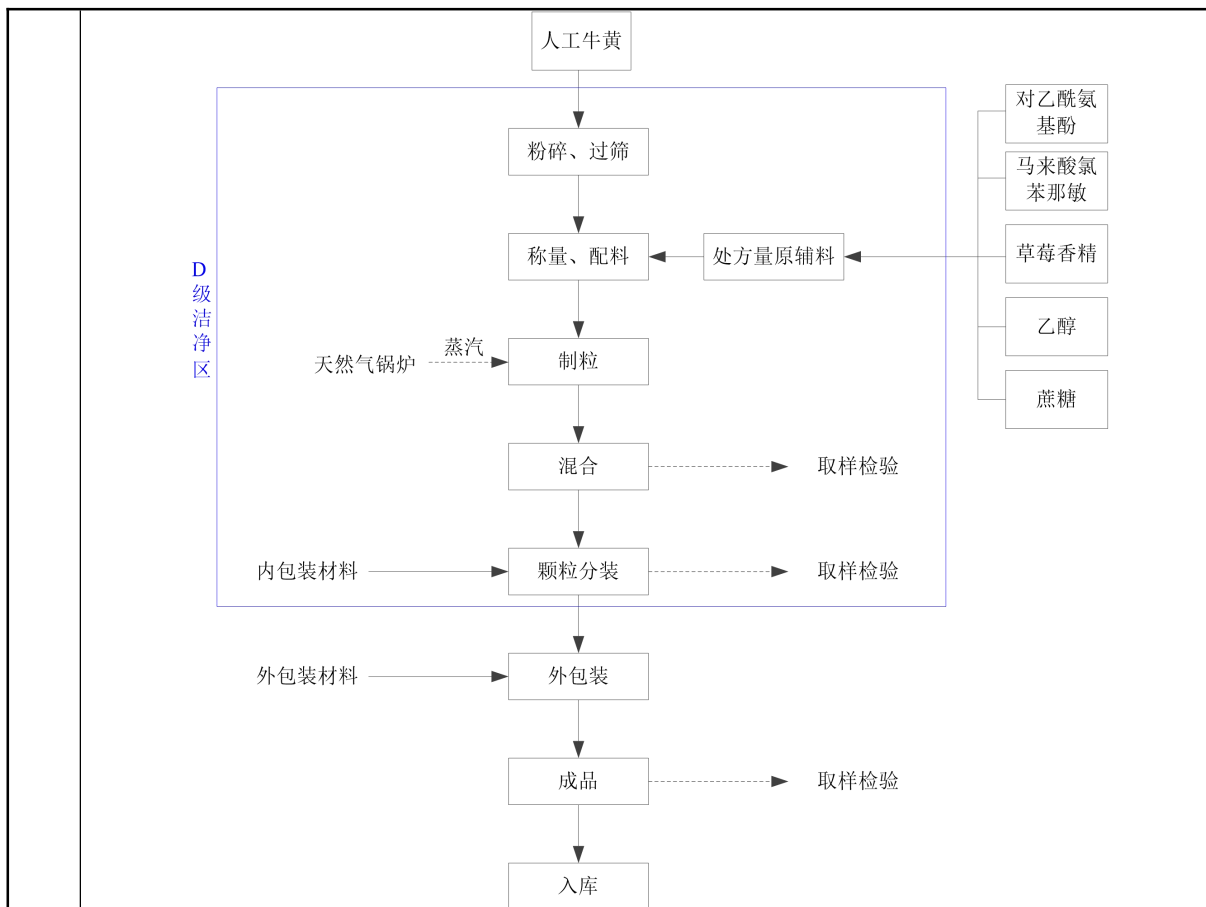 人工牛黄
粉碎、过筛
对乙酰氨
基酚
马来酸氯
苯那敏
称量、配料
处方量原辅料
草莓香精
D
级
洁
净
区
乙醇
天然气锅炉
蒸汽
制粒
蔗糖
混合
取样检验
内包装材料
颗粒分装
取样检验
外包装材料
外包装
成品
取样检验
入库